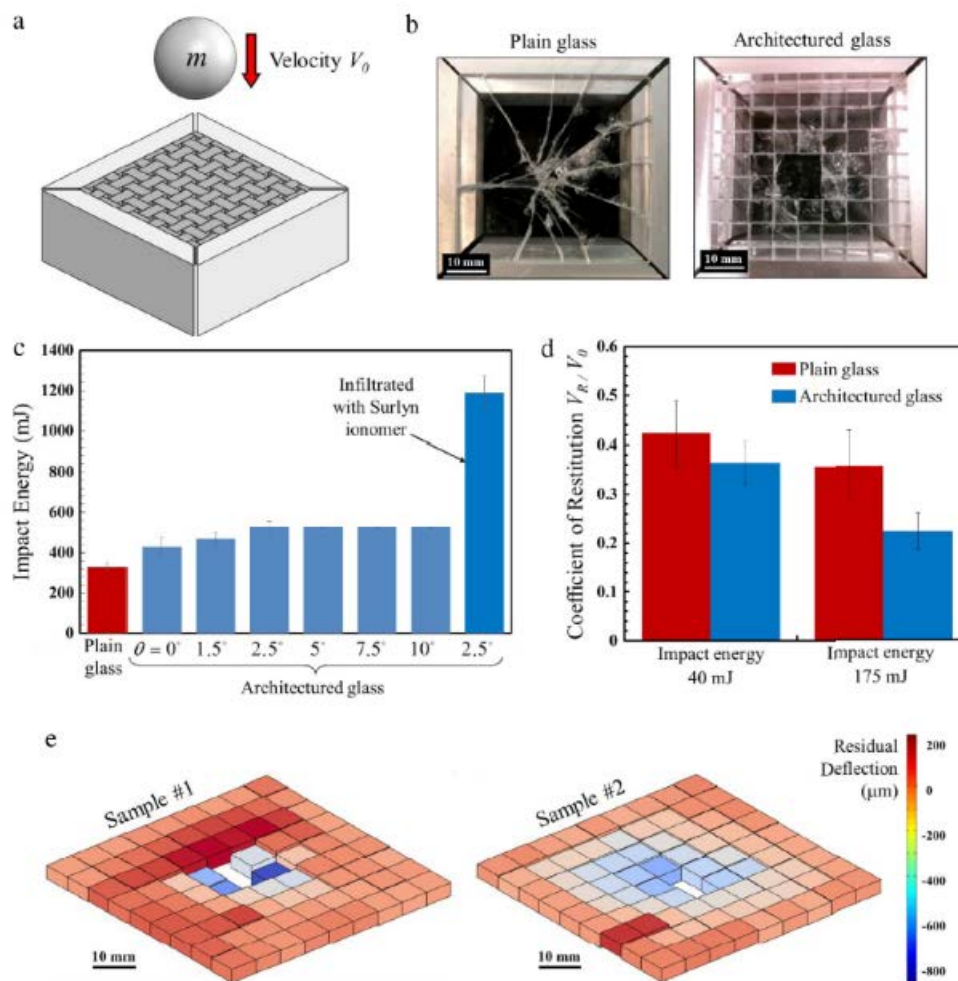 a
m
Velocity V₀
b
Plain glass
Architectured glass
10 mm
10 mm
c
Impact Energy (mJ)
1400
1200
1000
800
600
400
200
0
Infiltrated
with Surlyn
ionomer
Plain
glass
θ = 0°
1.5°
2.5°
5°
7.5°
10°
2.5°
Architectured glass
d
Coefficient of Restitution V_R / V₀
0.6
0.5
0.4
0.3
0.2
0.1
0
Plain glass
Architectured glass
Impact energy
40 mJ
Impact energy
175 mJ
e
Sample #1
10 mm
Sample #2
10 mm
Residual
Deflection
(μm)
200
0
-200
-400
-600
-800